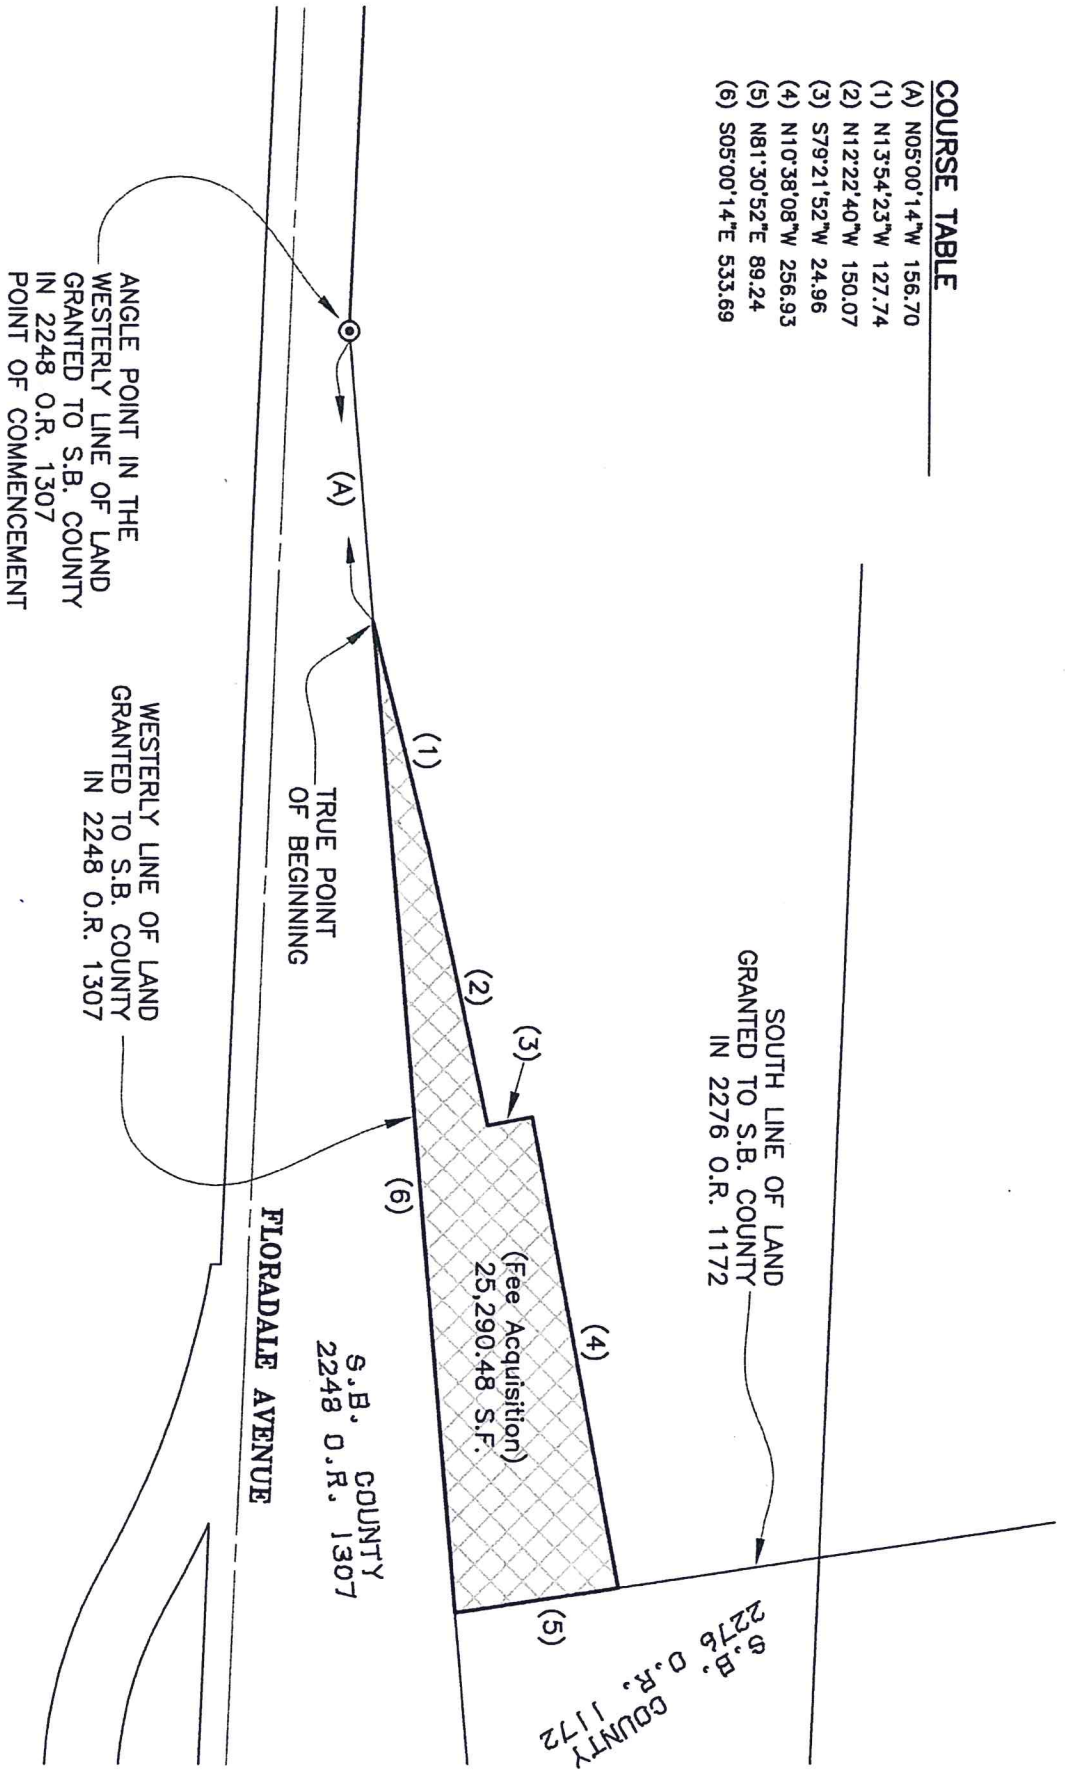 COURSE TABLE
(A) N05°00'14"W 156.70
(1) N13°54'23"W 127.74
(2) N12°22'40"W 150.07
(3) S79°21'52"W 24.96
(4) N10°38'08"W 256.93
(5) N81°30'52"E 89.24
(6) S05°00'14"E 533.69
SOUTH LINE OF LAND
GRANTED TO S.B. COUNTY
IN 2276 O.R. 1172
(A)
(1)
(2)
(3)
(4)
(5)
(6)
(Fee Acquisition)
25,290.48 S.F.
S.B. COUNTY
2276 O.R. 1172
TRUE POINT
OF BEGINNING
S.B. COUNTY
2248 O.R. 1307
FLORADALE AVENUE
ANGLE POINT IN THE
WESTERLY LINE OF LAND
GRANTED TO S.B. COUNTY
IN 2248 O.R. 1307
POINT OF COMMENCEMENT
WESTERLY LINE OF LAND
GRANTED TO S.B. COUNTY
IN 2248 O.R. 1307